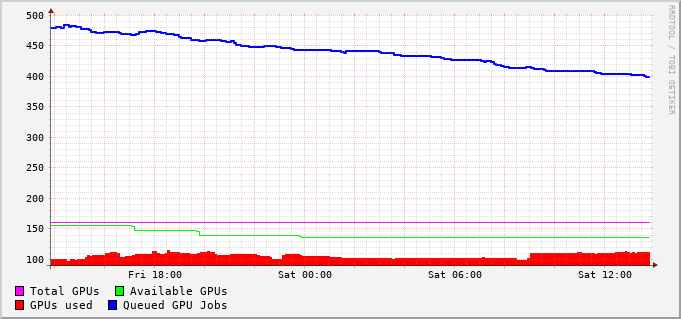 500
450
400
350
300
250
200
150
100
Fri 18:00 Sat 00:00 Sat 06:00 Sat 12:00
Total GPUs Available GPUs
GPUs used Queued GPU Jobs
RRDTOOL / TOBI OETIKER